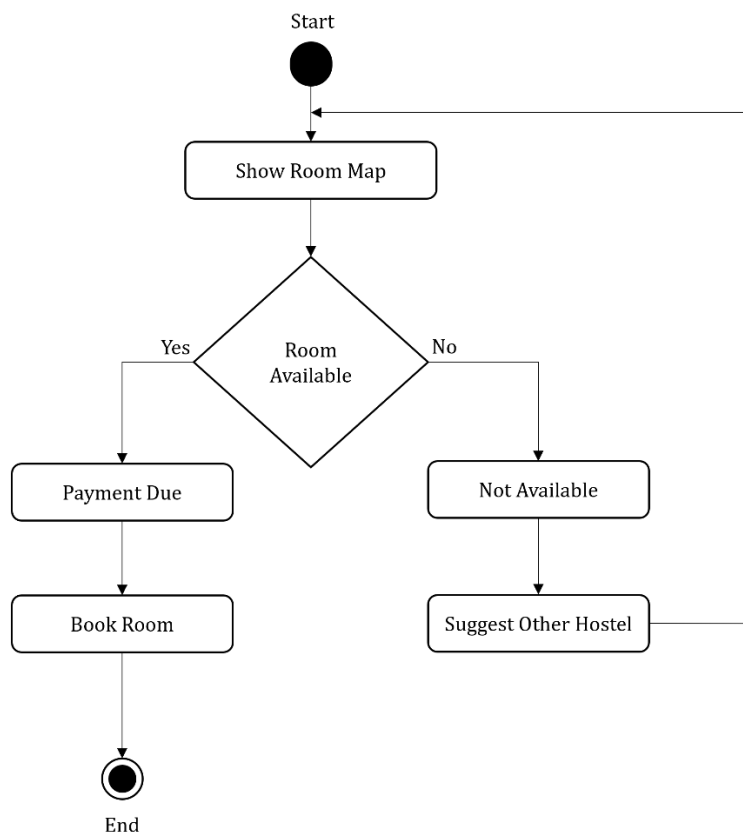 Start
Show Room Map
Yes
Room
Available
No
Payment Due
Not Available
Book Room
Suggest Other Hostel
End